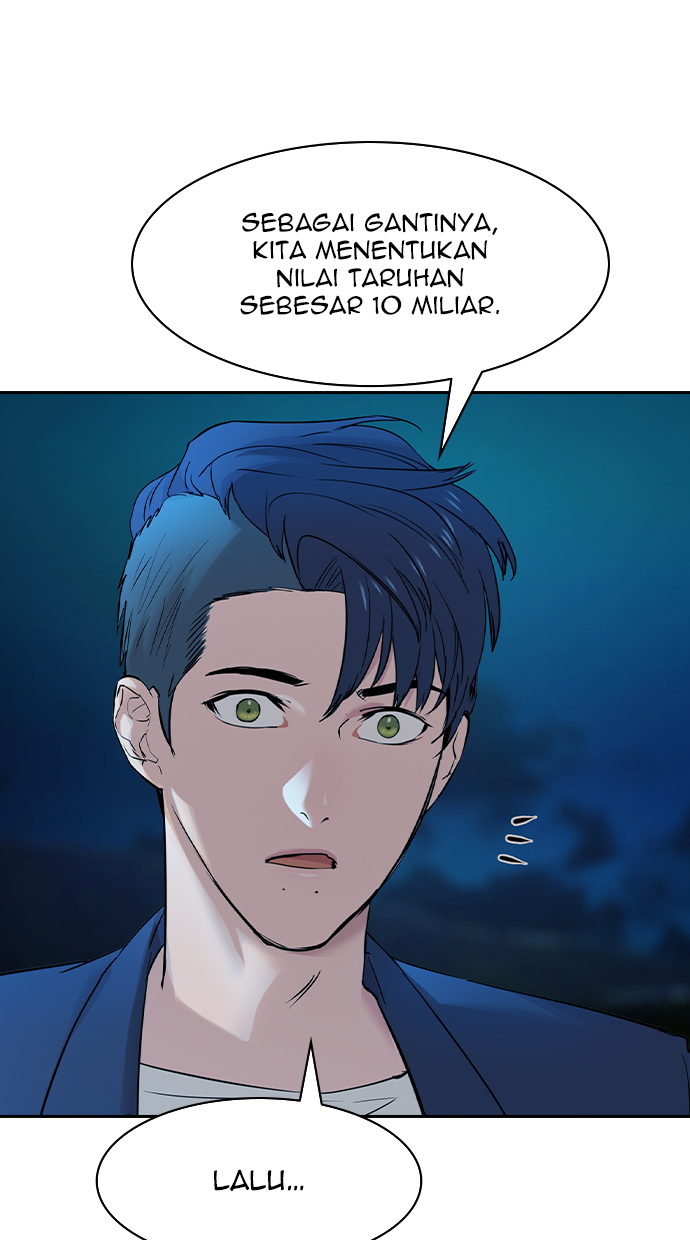 SEBAGAI GANTINYA,
KITA MENENTUKAN
NILAI TARUHAN
SEBESAR 10 MILIAR.
LALU...